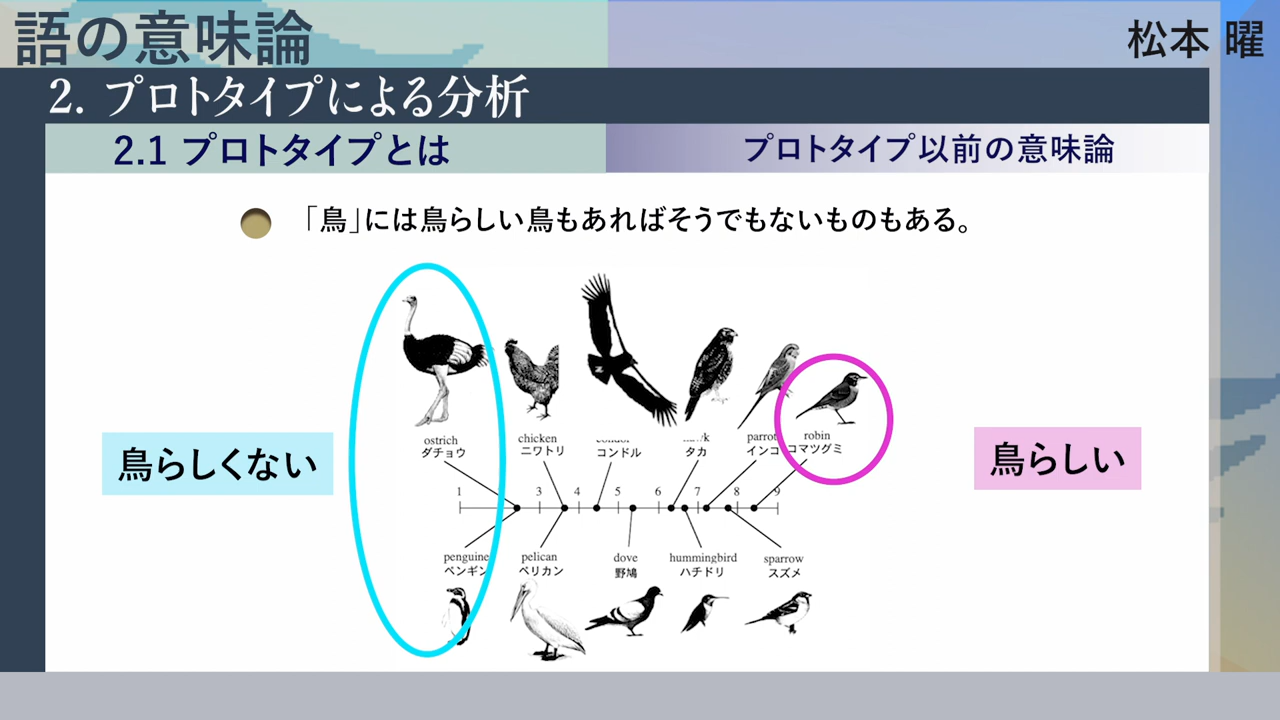 語の意味論
松本 曜
2. プロトタイプによる分析
2.1 プロトタイプとは
プロトタイプ以前の意味論
「鳥」には鳥らしい鳥もあればそうでもないものもある。
鳥らしくない
鳥らしい
ostrich chicken parrot robin
ダチョウ ニワトリ コンドル タカ インコ コマツグミ
1 3 4 5 6 7 8 9
penguine pelican dove hummingbird sparrow
ペンギン ペリカン 野鳩 ハチドリ スズメ